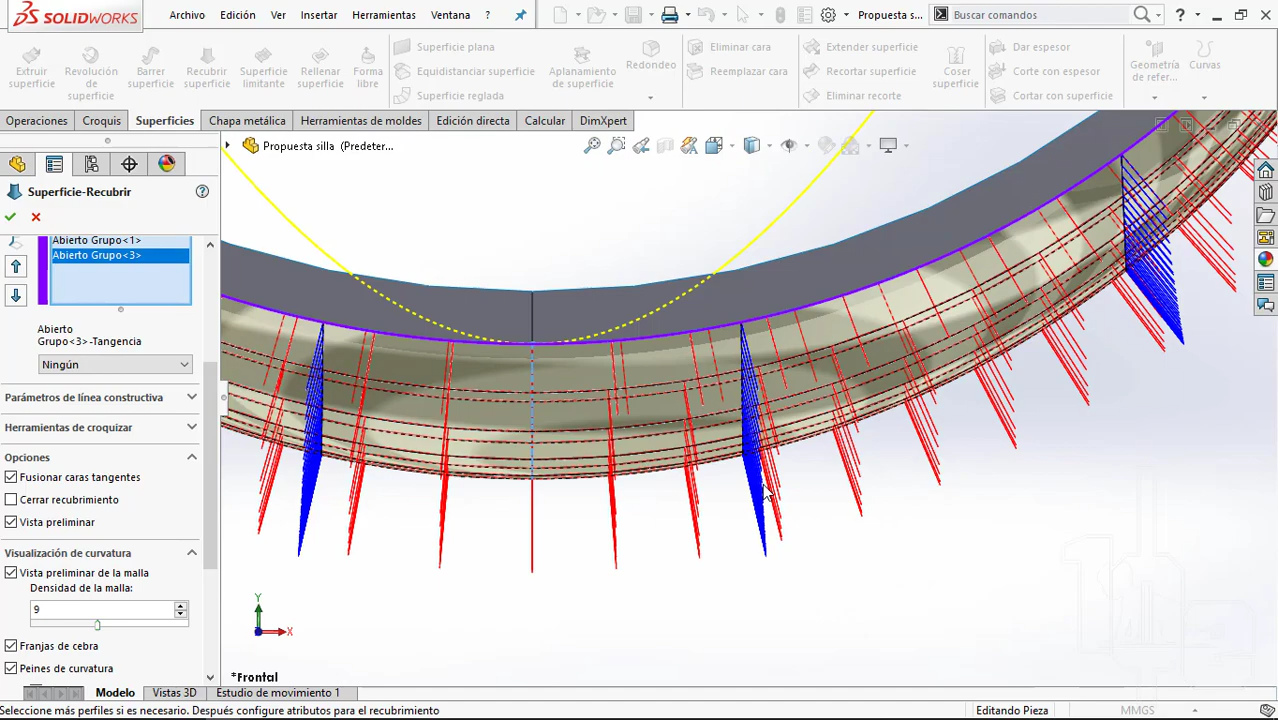 SOLIDWORKS Archivo Edición Ver Insertar Herramientas Ventana ? Propuesta s... Buscar comandos ?
Extruir superficie
Revolución de superficie
Barrer superficie
Recubrir superficie
Superficie limitante
Rellenar superficie
Forma libre
Superficie plana
Equidistanciar superficie
Superficie reglada
Aplanamiento de superficie
Redondeo
Eliminar cara
Reemplazar cara
Extender superficie
Recortar superficie
Eliminar recorte
Coser superficie
Dar espesor
Corte con espesor
Cortar con superficie
Geometría de refer...
Curvas
Operaciones Croquis Superficies Chapa metálica Herramientas de moldes Edición directa Calcular DimXpert
Propuesta silla (Predeter...
Superficie-Recubrir
Abierto Grupo<1>
Abierto Grupo<3>
Abierto
Grupo<3>-Tangencia
Ningún
Parámetros de línea constructiva
Herramientas de croquizar
Opciones
Fusionar caras tangentes
Cerrar recubrimiento
Vista preliminar
Visualización de curvatura
Vista preliminar de la malla
Densidad de la malla:
9
Franjas de cebra
Peines de curvatura
Y
X
*Frontal
Modelo Vistas 3D Estudio de movimiento 1
Seleccione más perfiles si es necesario. Después configure atributos para el recubrimiento Editando Pieza MMGS